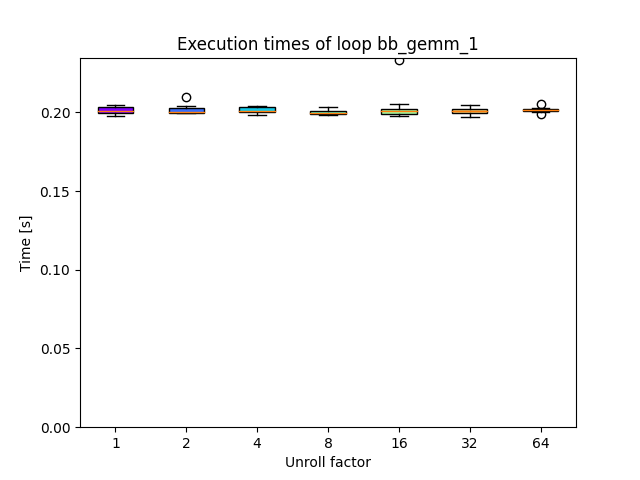 Execution times of loop bb_gemm_1
0.20
0.15
0.10
0.05
0.00
Time [s]
1 2 4 8 16 32 64
Unroll factor